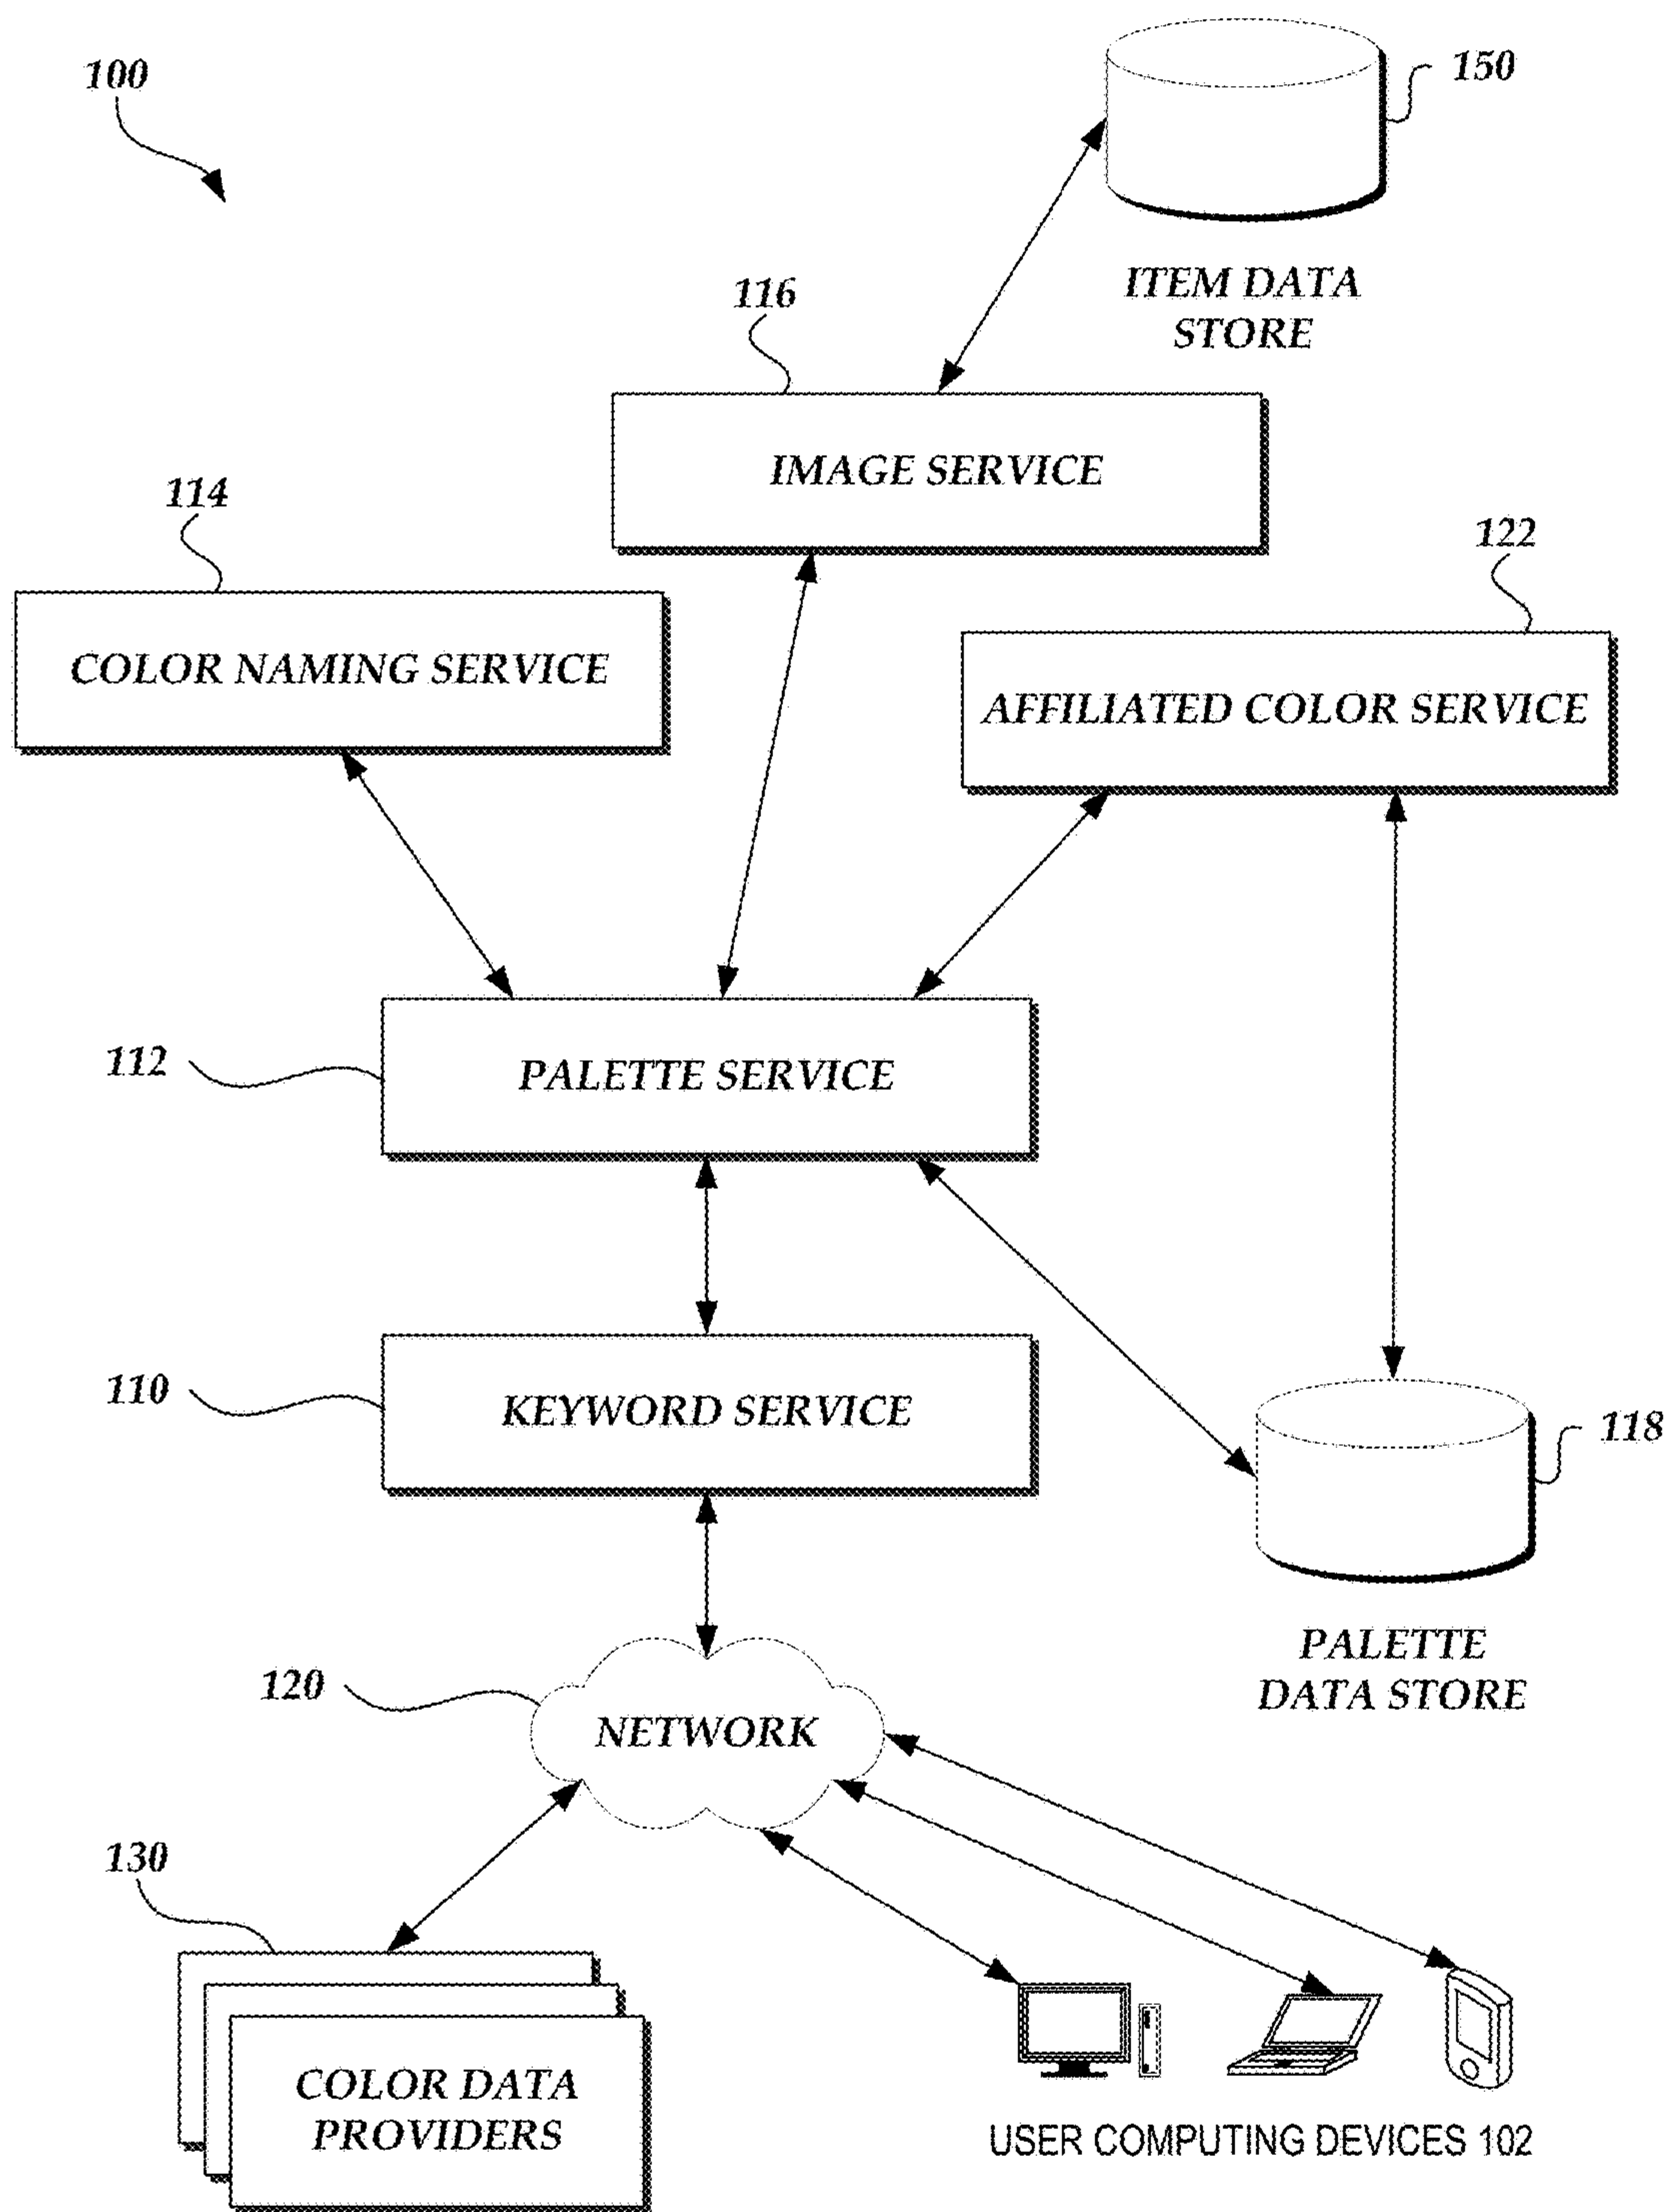 100
150
ITEM DATA
STORE
116
IMAGE SERVICE
114
COLOR NAMING SERVICE
122
AFFILIATED COLOR SERVICE
112
PALETTE SERVICE
110
KEYWORD SERVICE
118
PALETTE
DATA STORE
120
NETWORK
130
COLOR DATA
PROVIDERS
USER COMPUTING DEVICES 102